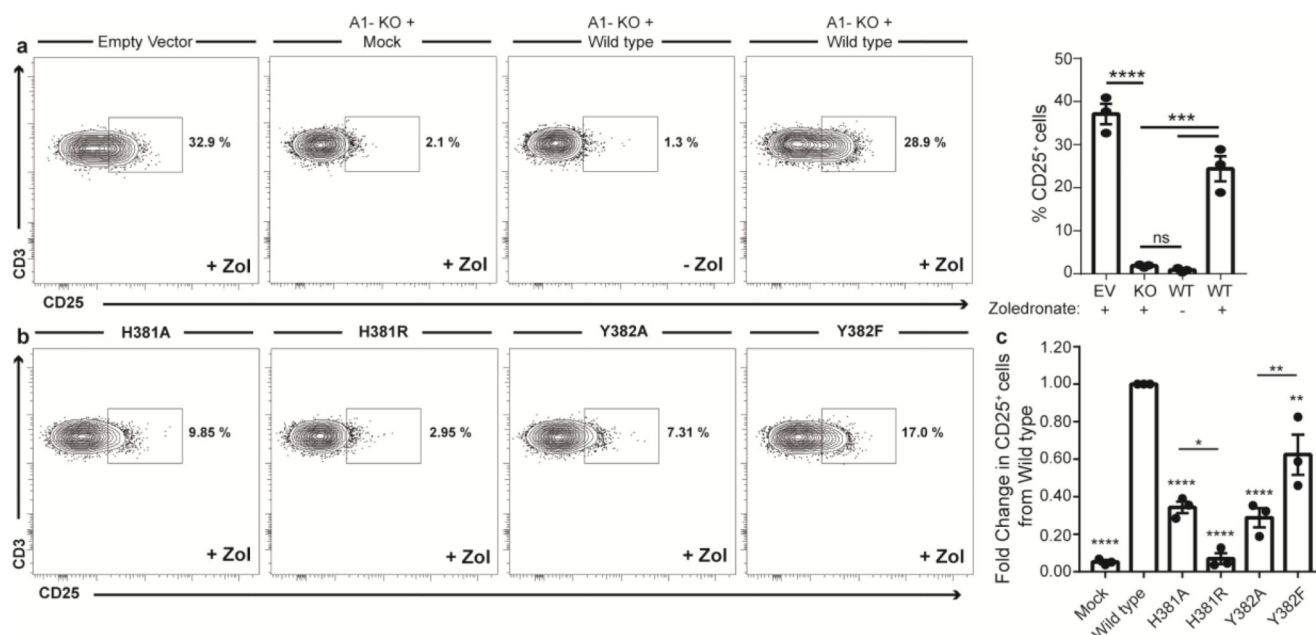 a
Empty Vector
A1- KO +
Mock
A1- KO +
Wild type
A1- KO +
Wild type
32.9 %
2.1 %
1.3 %
28.9 %
+ Zol
+ Zol
- Zol
+ Zol
CD3
CD25
% CD25⁺ cells
50
40
30
20
10
0
****
***
ns
EV KO WT WT
Zoledronate: + + - +
b
H381A
H381R
Y382A
Y382F
9.85 %
2.95 %
7.31 %
17.0 %
+ Zol
+ Zol
+ Zol
+ Zol
CD3
CD25
c
Fold Change in CD25⁺ cells
from Wild type
1.20
1.00
0.80
0.60
0.40
0.20
0.00
****
****
*
****
****
**
**
Mock
Wild type
H381A
H381R
Y382A
Y382F